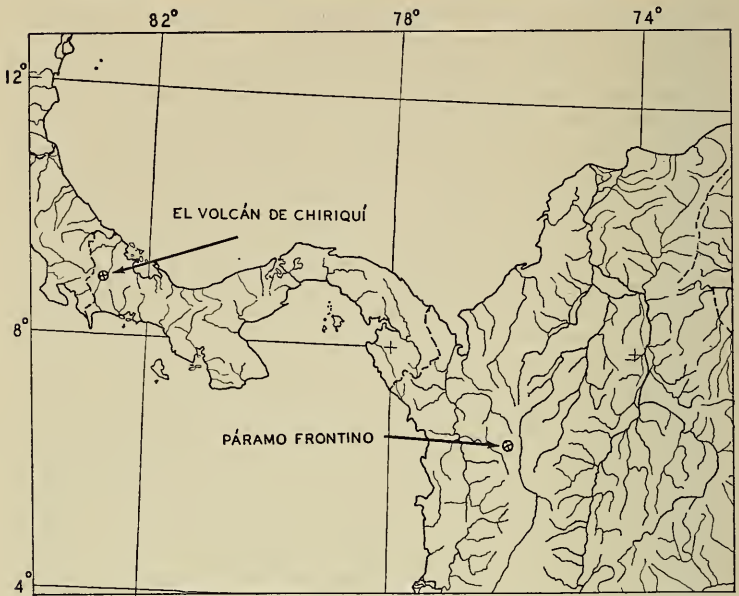 82° 78° 74°
12°
EL VOLCÁN DE CHIRIQUÍ
8°
PÁRAMO FRONTINO
4°